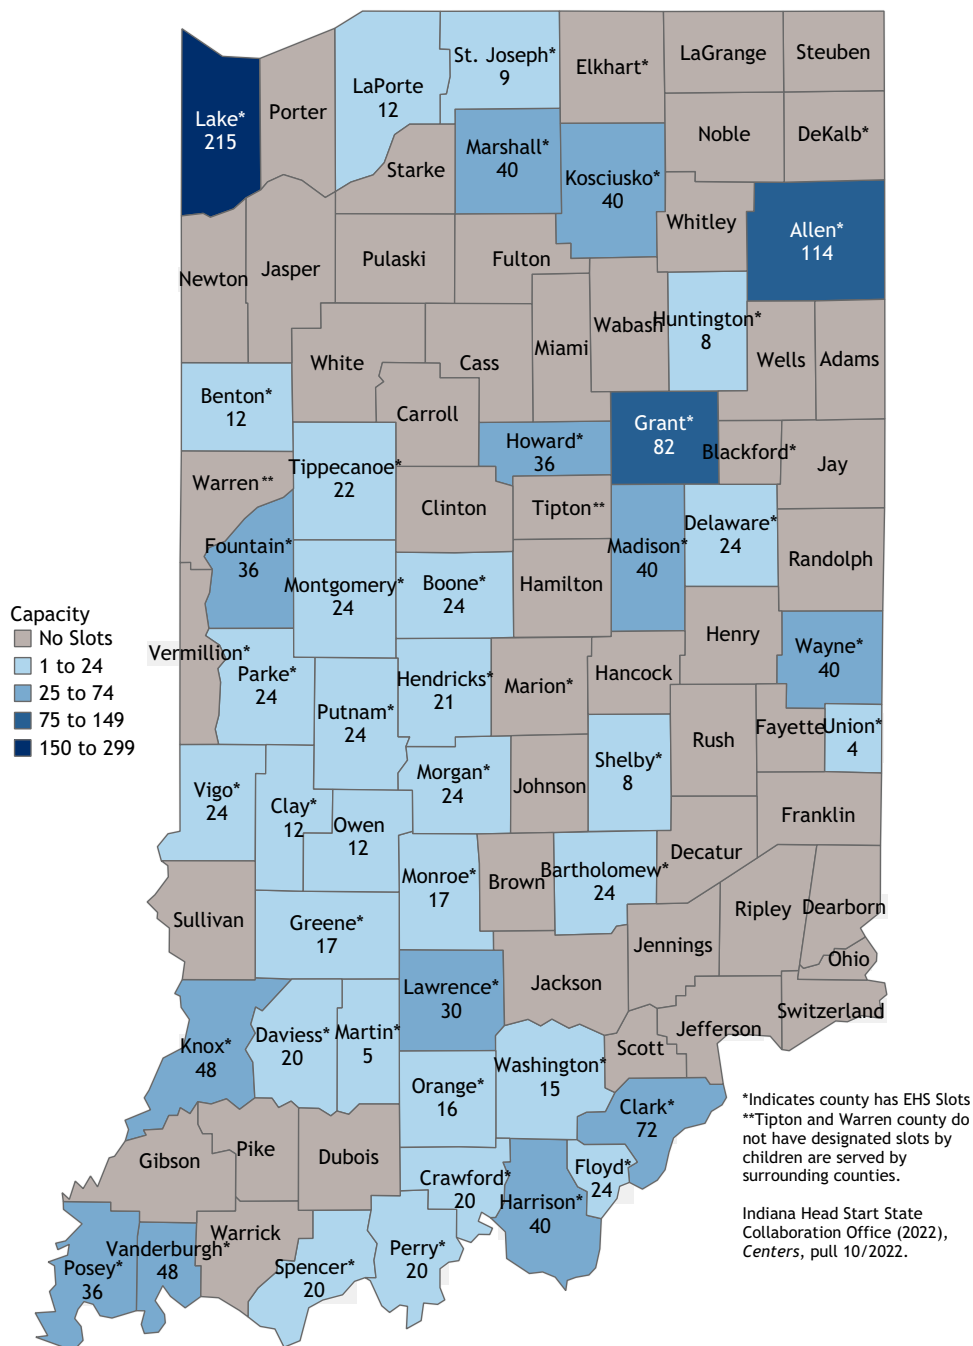 St. Joseph*
9
LaGrange
Steuben
Elkhart*
LaPorte
12
Porter
Lake*
215
Noble
DeKalb*
Marshall*
40
Starke
Kosciusko*
40
Whitley
Allen*
114
Newton
Jasper
Pulaski
Fulton
Wabash
Huntington*
8
Miami
White
Cass
Wells
Adams
Benton*
12
Carroll
Grant*
82
Howard*
36
Blackford*
Jay
Tippecanoe*
22
Warren**
Clinton
Tipton**
Delaware*
24
Fountain*
36
Madison*
40
Randolph
Montgomery*
24
Boone*
24
Hamilton
Capacity
No Slots
1 to 24
25 to 74
75 to 149
150 to 299
Henry
Vermillion*
Wayne*
40
Parke*
24
Hendricks*
21
Marion*
Hancock
Putnam*
24
Rush
Fayette
Union*
4
Shelby*
8
Morgan*
24
Johnson
Vigo*
24
Clay*
12
Owen
12
Franklin
Decatur
Monroe*
17
Brown
Bartholomew*
24
Sullivan
Greene*
17
Ripley
Dearborn
Jennings
Ohio
Jackson
Lawrence*
30
Switzerland
Knox*
48
Daviess*
20
Martin*
5
Jefferson
Scott
Washington*
15
Orange*
16
Clark*
72
*Indicates county has EHS Slots
**Tipton and Warren county do
not have designated slots by
children are served by
surrounding counties.
Gibson
Pike
Dubois
Crawford*
20
Floyd*
24
Harrison*
40
Indiana Head Start State
Collaboration Office (2022),
Centers, pull 10/2022.
Warrick
Vanderburgh*
48
Posey*
36
Spencer*
20
Perry*
20